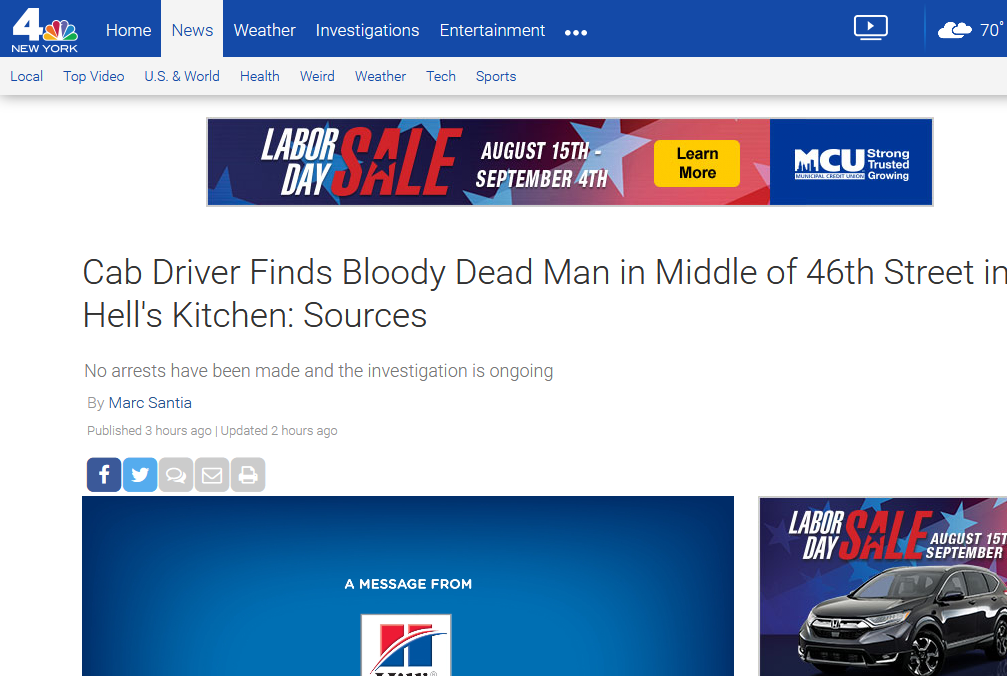 4
NEW YORK
Home News Weather Investigations Entertainment
70°
Local Top Video U.S. & World Health Weird Weather Tech Sports
LABOR DAY SALE
AUGUST 15TH -
SEPTEMBER 4TH
Learn
More
MCU Strong
Trusted
Growing
MUNICIPAL CREDIT UNION
Cab Driver Finds Bloody Dead Man in Middle of 46th Street in
Hell's Kitchen: Sources
No arrests have been made and the investigation is ongoing
By Marc Santia
Published 3 hours ago | Updated 2 hours ago
A MESSAGE FROM
Hill's
LABOR DAY SALE
AUGUST 15T
SEPTEMBER